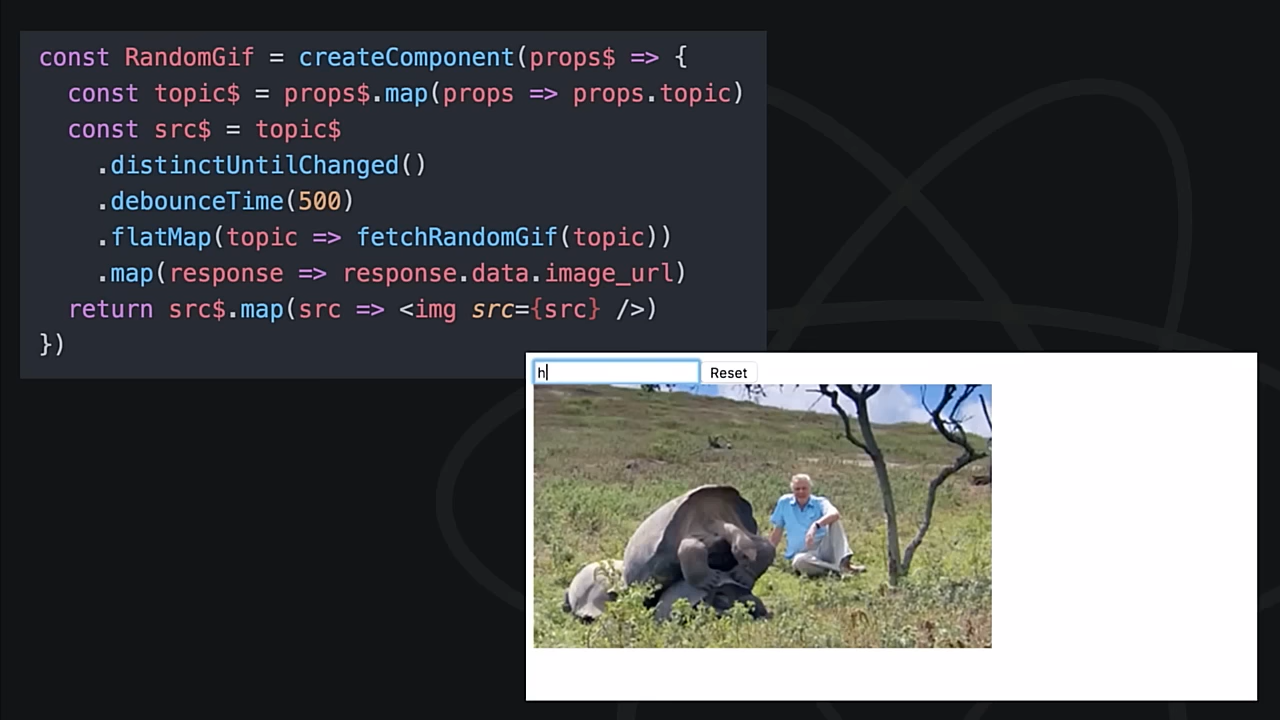 const RandomGif = createComponent(props$ => {
  const topic$ = props$.map(props => props.topic)
  const src$ = topic$
    .distinctUntilChanged()
    .debounceTime(500)
    .flatMap(topic => fetchRandomGif(topic))
    .map(response => response.data.image_url)
  return src$.map(src => <img src={src} />)
})
h Reset